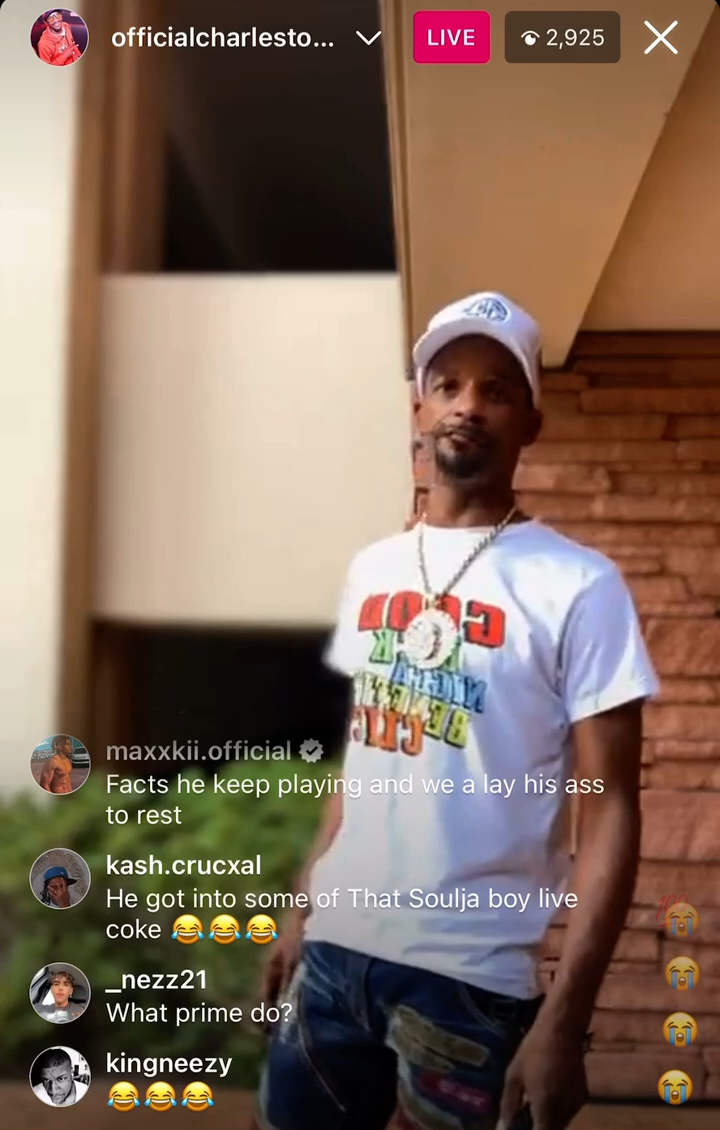 officialcharlesto...
LIVE
2,925
maxxkii.official
Facts he keep playing and we a lay his ass
to rest
kash.crucxal
He got into some of That Soulja boy live
coke 😂😂😂
_nezz21
What prime do?
kingneezy
😂😂😂